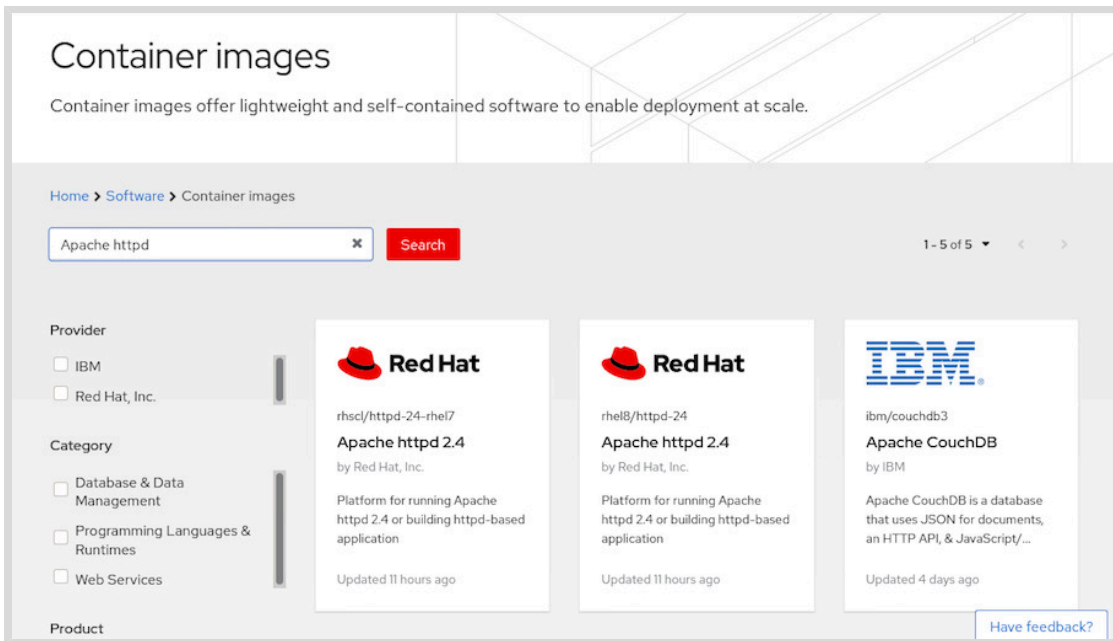 Container images
Container images offer lightweight and self-contained software to enable deployment at scale.
Home > Software > Container images
Apache httpd
Search
1 - 5 of 5
Provider
IBM
Red Hat, Inc.
Category
Database & Data
Management
Programming Languages &
Runtimes
Web Services
Product
Red Hat
rhscl/httpd-24-rhel7
Apache httpd 2.4
by Red Hat, Inc.
Platform for running Apache
httpd 2.4 or building httpd-based
application
Updated 11 hours ago
Red Hat
rhel8/httpd-24
Apache httpd 2.4
by Red Hat, Inc.
Platform for running Apache
httpd 2.4 or building httpd-based
application
Updated 11 hours ago
IBM
ibm/couchdb3
Apache CouchDB
by IBM
Apache CouchDB is a database
that uses JSON for documents,
an HTTP API, & JavaScript/...
Updated 4 days ago
Have feedback?